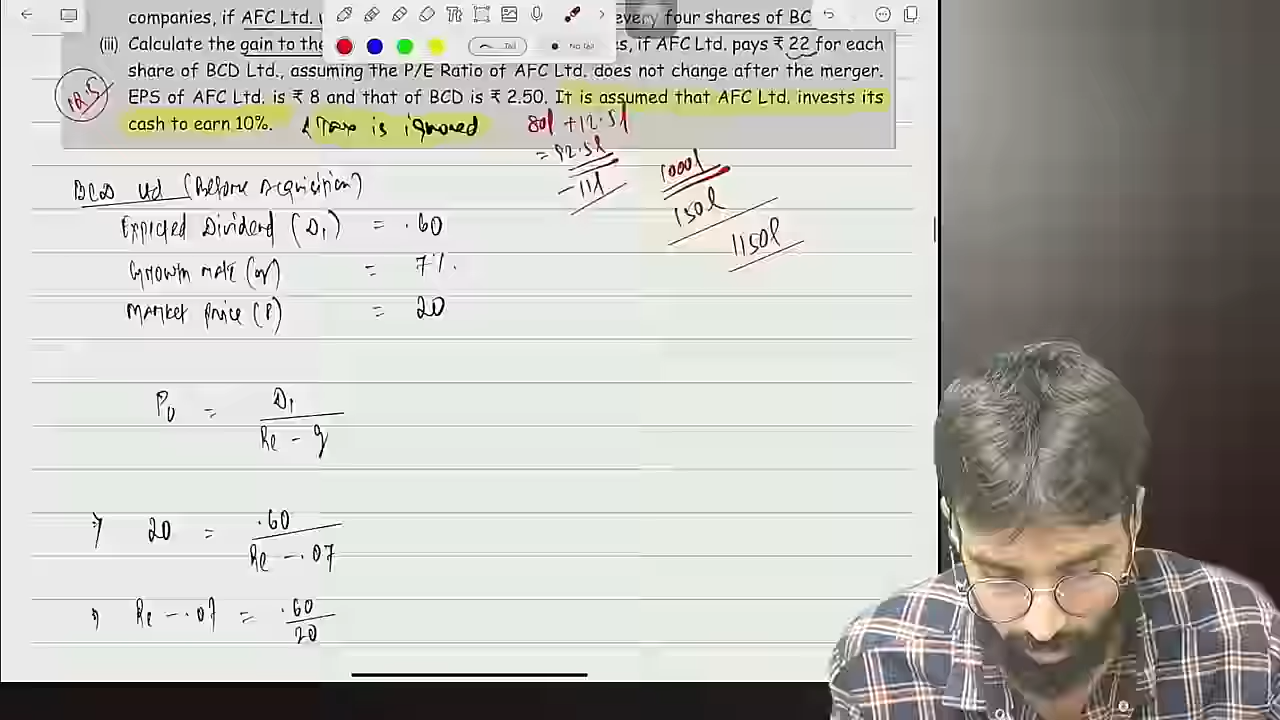 companies, if AFC Ltd. every four shares of BC
(iii) Calculate the gain to the s, if AFC Ltd. pays ₹ 22 for each
share of BCD Ltd., assuming the P/E Ratio of AFC Ltd. does not change after the merger.
EPS of AFC Ltd. is ₹ 8 and that of BCD is ₹ 2.50. It is assumed that AFC Ltd. invests its
cash to earn 10%. & Tax is ignored
80l + 12.5l
= 92.5l
- 11l
1000l
150l
1150l
BCD Ltd (Before Acquisition)
Expected Dividend (D1) = .60
Growth rate (g) = 7%.
Market price (P) = 20
P0 = D1 / Re - g
⇒ 20 = .60 / Re - .07
⇒ Re - .07 = .60 / 20